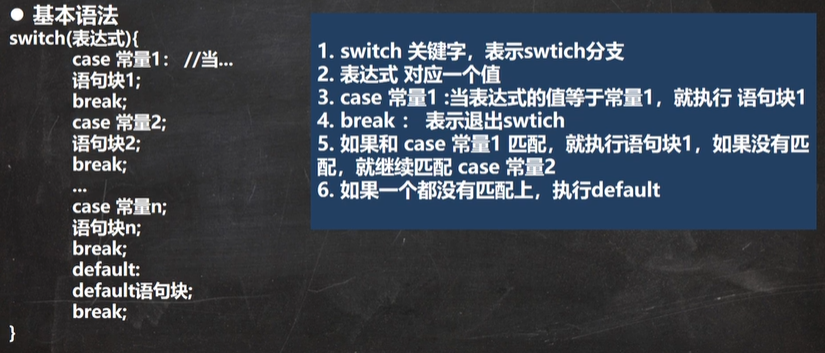 ● 基本语法
switch(表达式){
case 常量1： //当...
语句块1;
break;
case 常量2;
语句块2;
break;
...
case 常量n;
语句块n;
break;
default:
default语句块;
break;
}
1. switch 关键字，表示swtich分支
2. 表达式 对应一个值
3. case 常量1 :当表达式的值等于常量1，就执行 语句块1
4. break ： 表示退出swtich
5. 如果和 case 常量1 匹配，就执行语句块1，如果没有匹
配，就继续匹配 case 常量2
6. 如果一个都没有匹配上，执行default